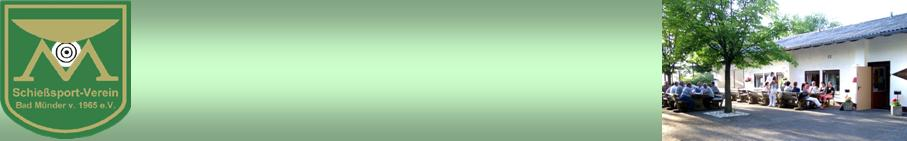 Schießsport-Verein
Bad Münder v. 1965 e.V.